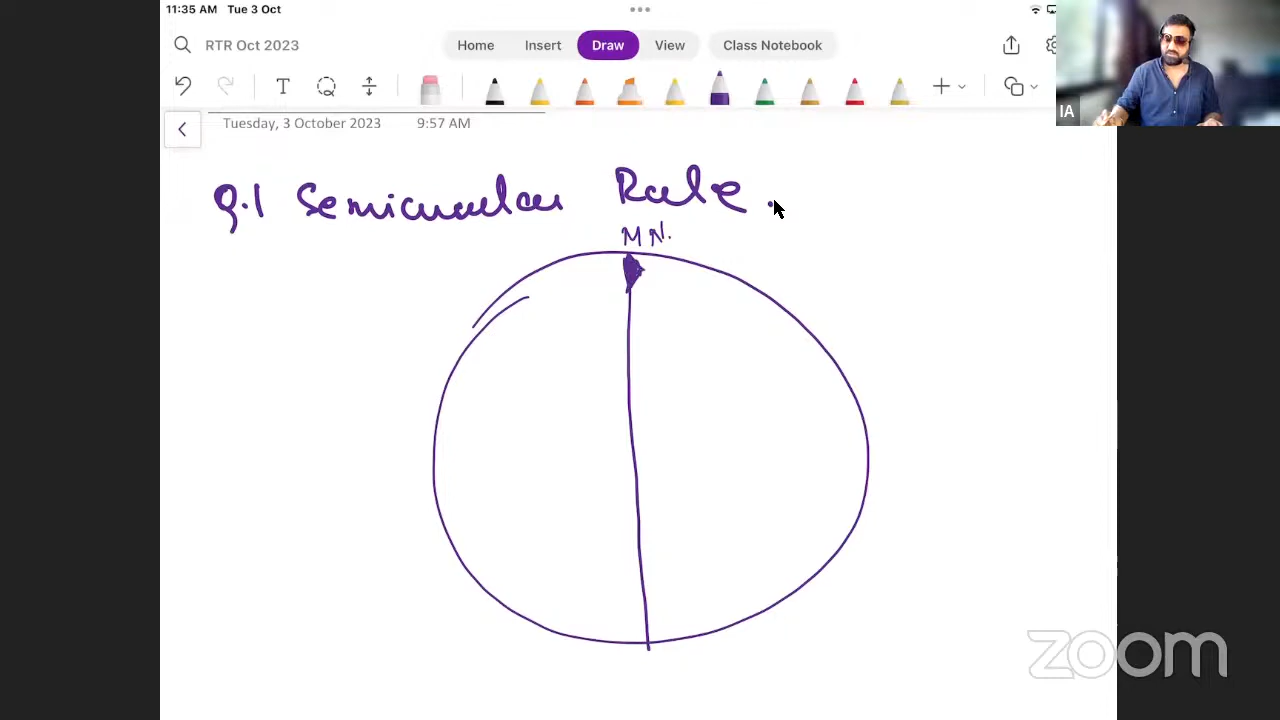 11:35 AM Tue 3 Oct
RTR Oct 2023
Home Insert Draw View Class Notebook
T
IA
Tuesday, 3 October 2023 9:57 AM
Q.1 Semicircular Rule.
M N.
zoom